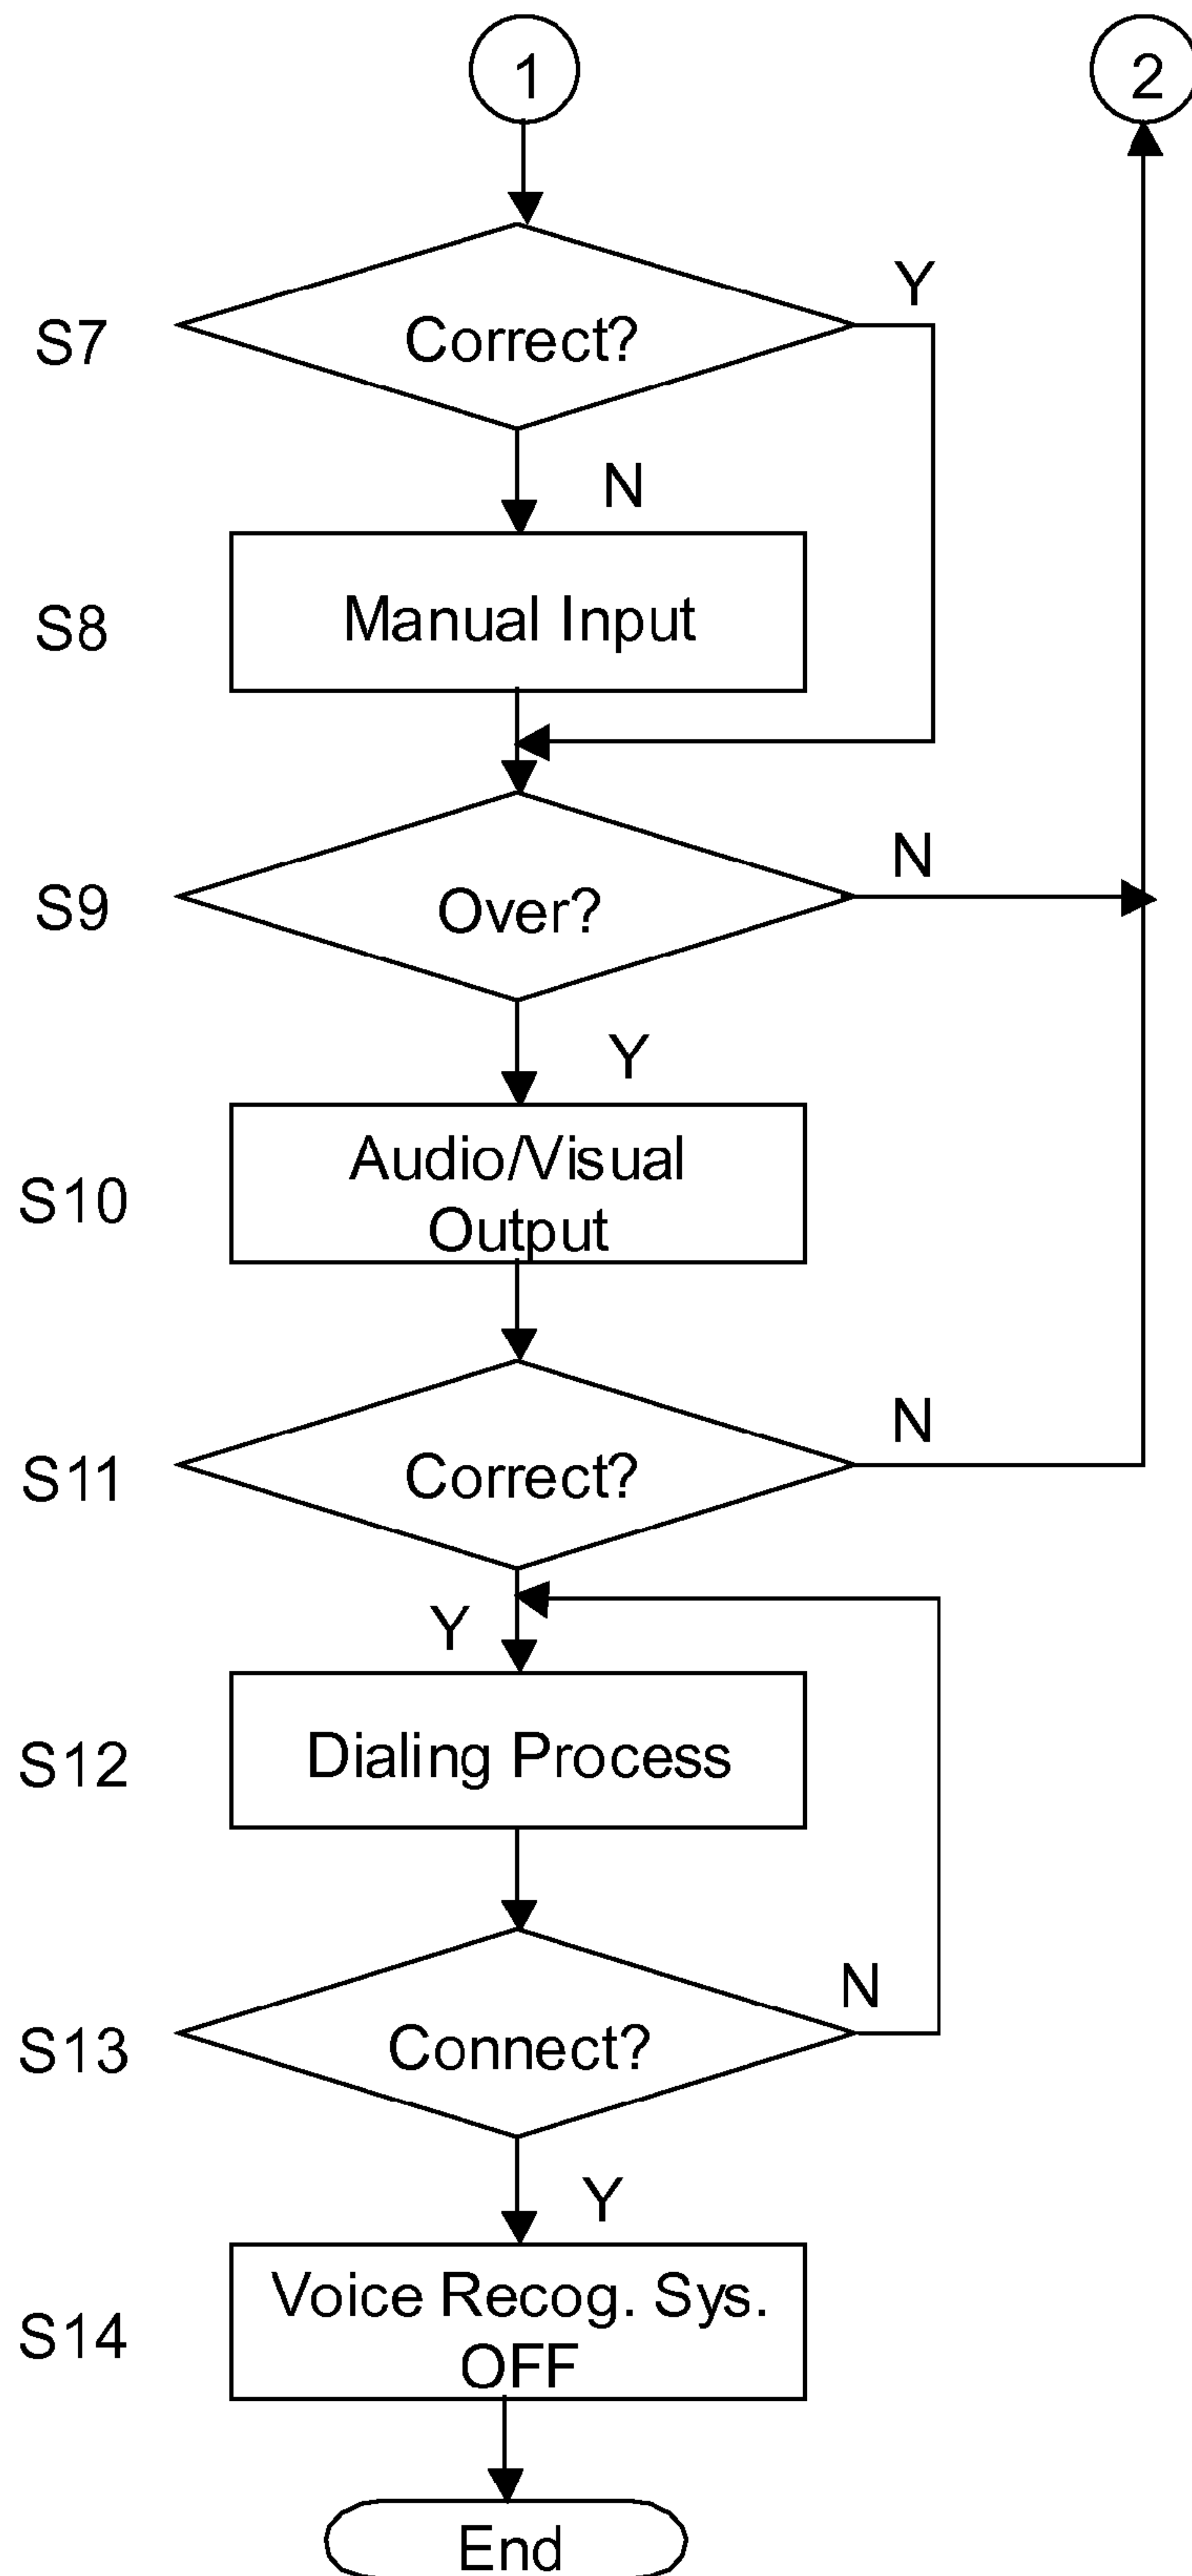 1
2
S7
Correct?
Y
N
S8
Manual Input
S9
Over?
N
Y
S10
Audio/Visual
Output
S11
Correct?
N
Y
S12
Dialing Process
S13
Connect?
N
Y
S14
Voice Recog. Sys.
OFF
End